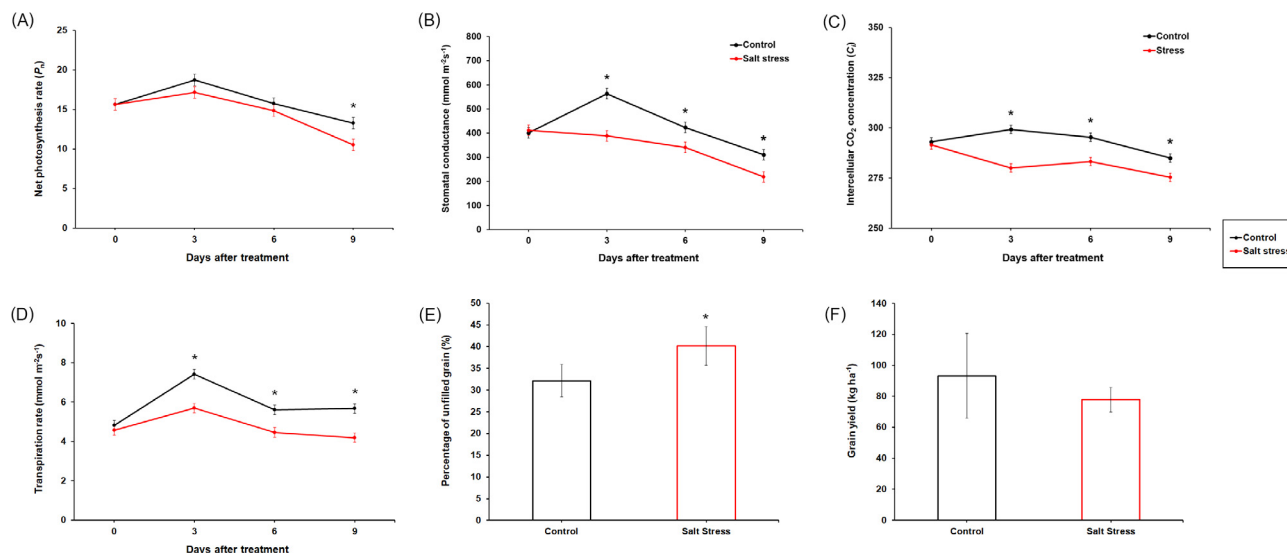 (A)
Net photosynthesis rate (Pn)
25
20
15
10
5
0
0 3 6 9
*
Days after treatment
(B)
Stomatal conductance (mmol m-2s-1)
800
700
600
500
400
300
200
100
0
0 3 6 9
* * *
Control
Salt stress
Days after treatment
(C)
Intercellular CO2 concentration (Ci)
350
325
300
275
250
0 3 6 9
* * *
Control
Stress
Days after treatment
Control
Salt stress
(D)
Transpiration rate (mmol m-2s-1)
10
8
6
4
2
0
0 3 6 9
* * *
Days after treatment
(E)
Percentage of unfilled grain (%)
50
45
40
35
30
25
20
15
10
5
0
*
Control Salt Stress
(F)
Grain yield (kg ha-1)
140
120
100
80
60
40
20
0
Control Salt Stress